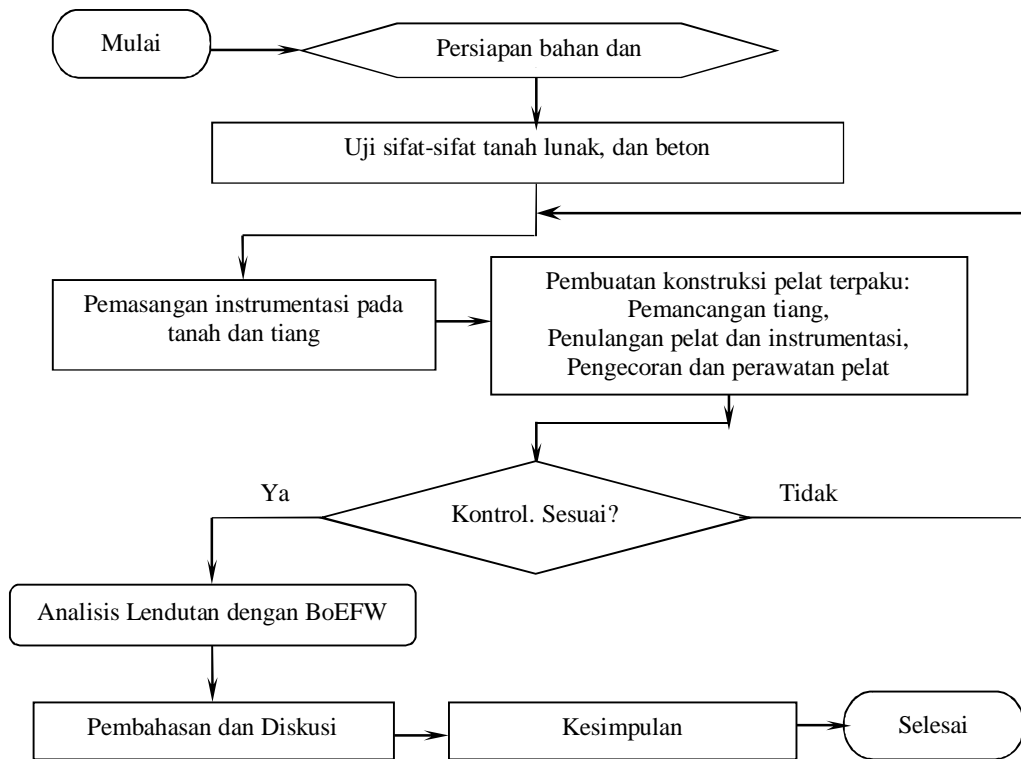 Mulai
Persiapan bahan dan
Uji sifat-sifat tanah lunak, dan beton
Pemasangan instrumentasi pada
tanah dan tiang
Pembuatan konstruksi pelat terpaku:
Pemancangan tiang,
Penulangan pelat dan instrumentasi,
Pengecoran dan perawatan pelat
Ya
Kontrol. Sesuai?
Tidak
Analisis Lendutan dengan BoEFW
Pembahasan dan Diskusi
Kesimpulan
Selesai